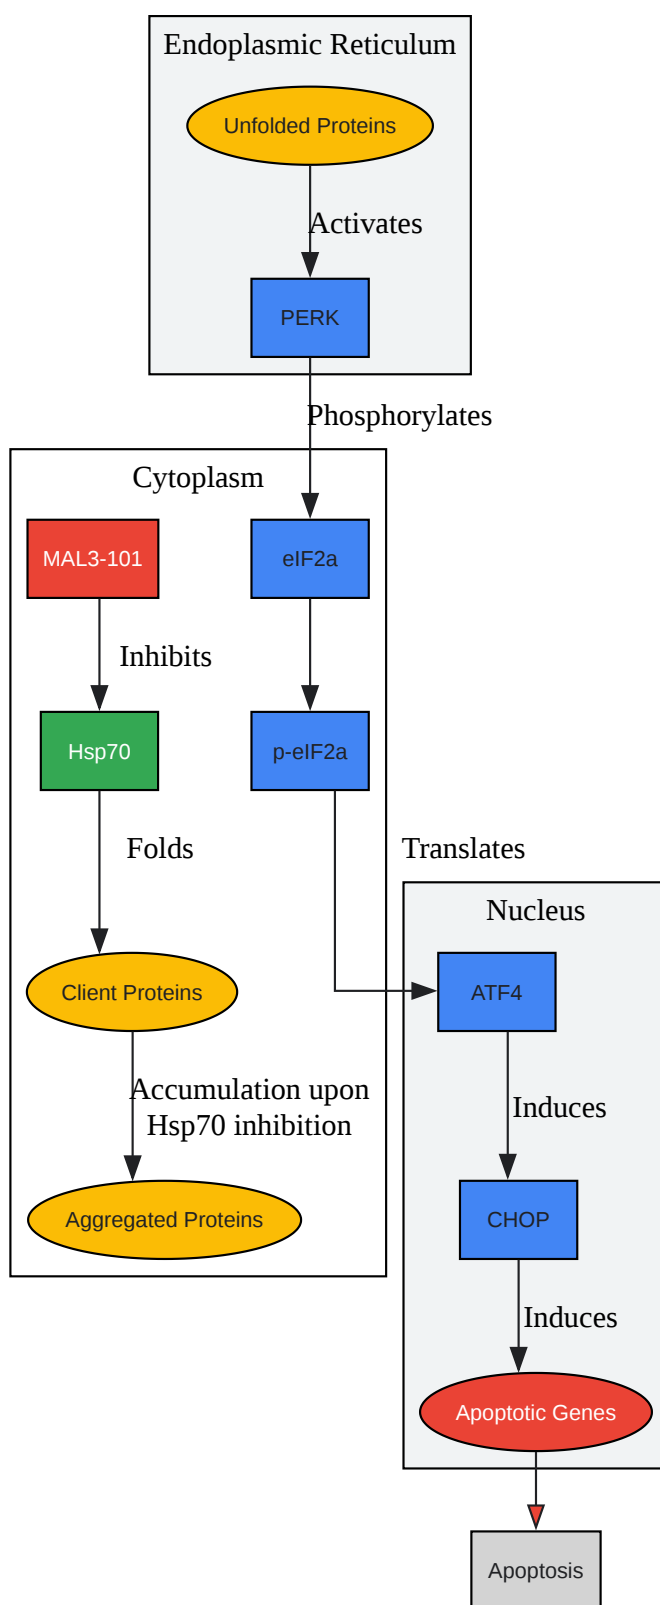 Endoplasmic Reticulum
Unfolded Proteins
Activates
PERK
Phosphorylates
Cytoplasm
MAL3-101
eIF2a
Inhibits
Hsp70
p-eIF2a
Folds
Translates
Nucleus
Client Proteins
ATF4
Accumulation upon
Hsp70 inhibition
Induces
Aggregated Proteins
CHOP
Induces
Apoptotic Genes
Apoptosis